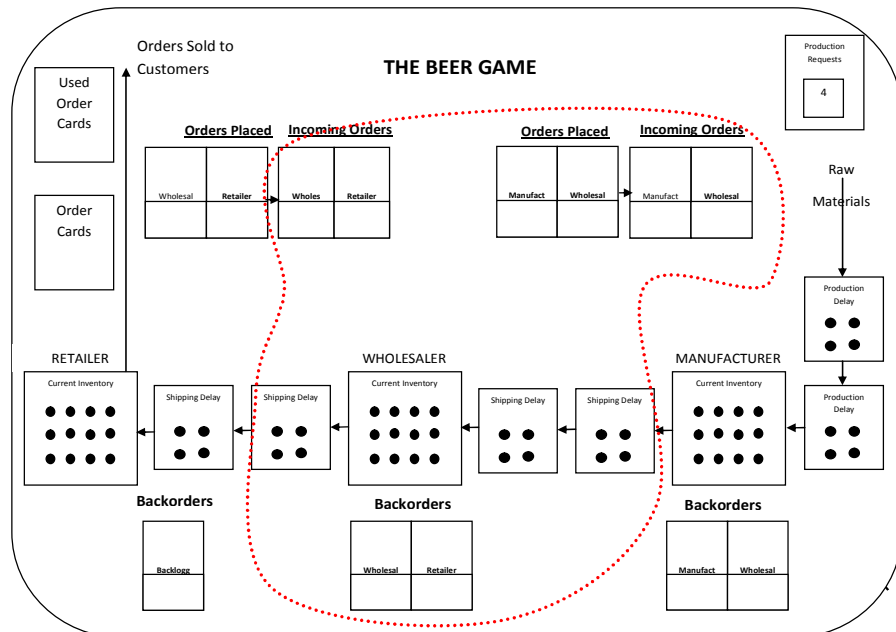 Orders Sold to
Customers
THE BEER GAME
Production
Requests
4
Used
Order
Cards
Orders Placed
Incoming Orders
Orders Placed
Incoming Orders
Wholesal
Retailer
Wholes
Retailer
Manufact
Wholesal
Manufact
Wholesal
Raw
Materials
Order
Cards
Production
Delay
RETAILER
WHOLESALER
MANUFACTURER
Current Inventory
Shipping Delay
Shipping Delay
Current Inventory
Shipping Delay
Shipping Delay
Current Inventory
Production
Delay
Backorders
Backorders
Backorders
Backlogg
Wholesal
Retailer
Manufact
Wholesal